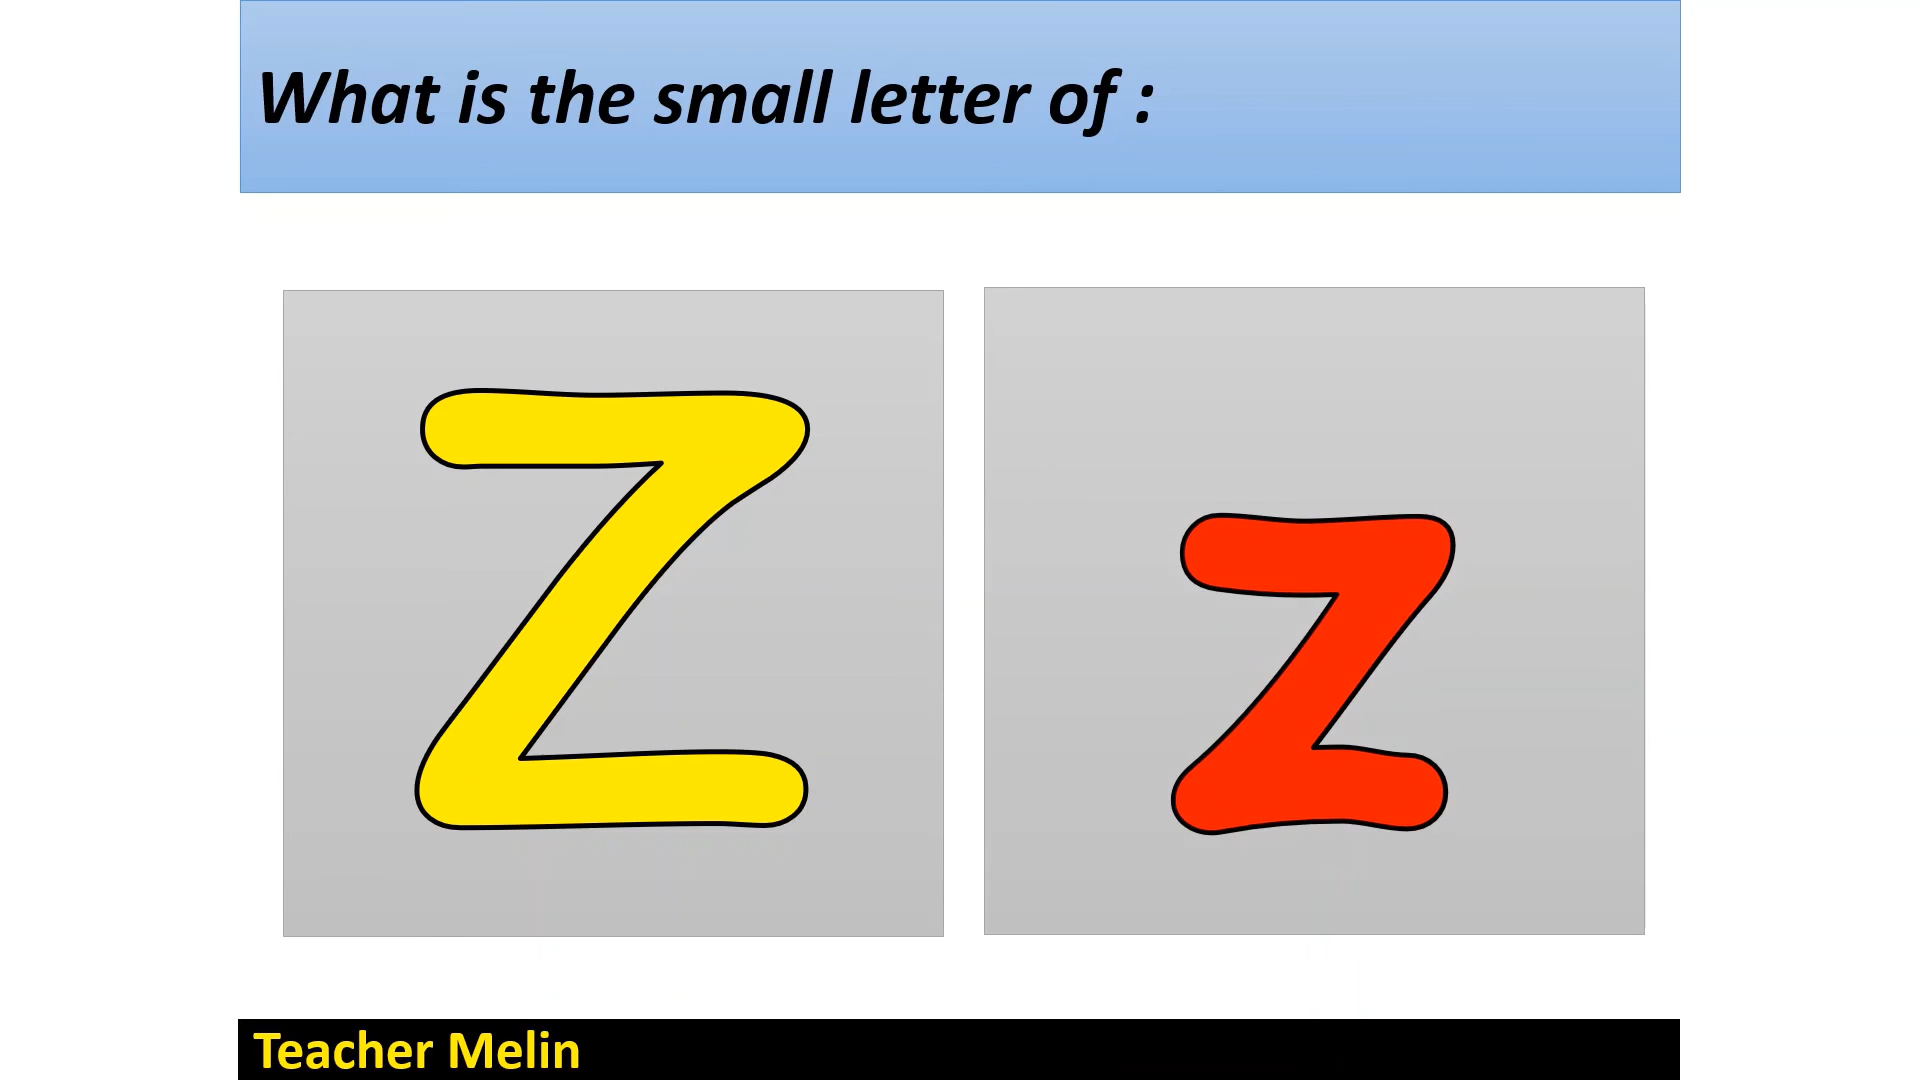 What is the small letter of :
Z z
Teacher Melin